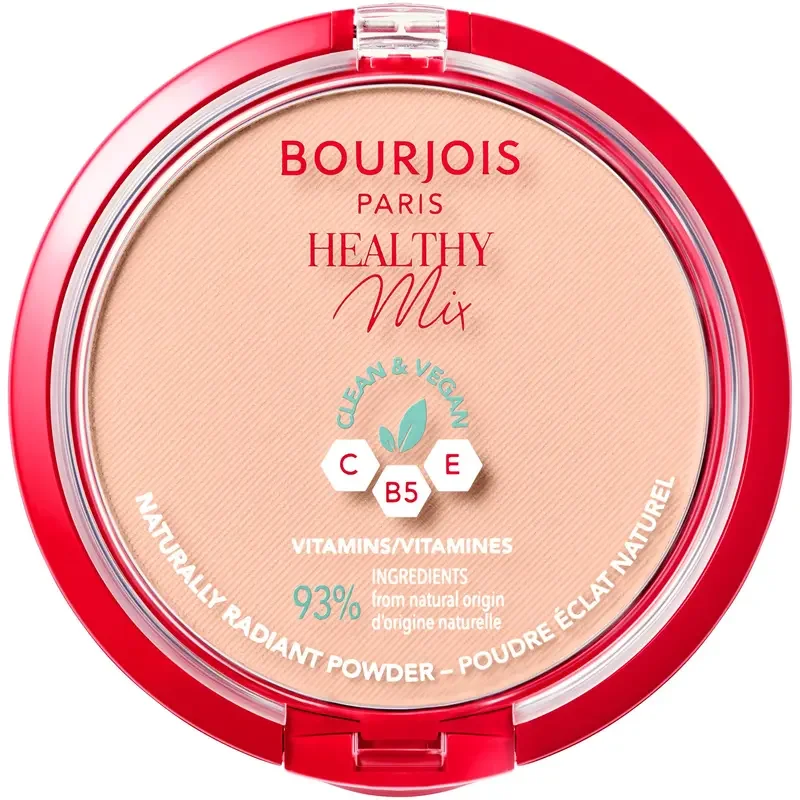 BOURJOIS
PARIS
HEALTHY
Mix
CLEAN & VEGAN
C
B5
E
VITAMINS/VITAMINES
93%
INGREDIENTS
from natural origin
d'origine naturelle
NATURALLY RADIANT POWDER – POUDRE ÉCLAT NATUREL